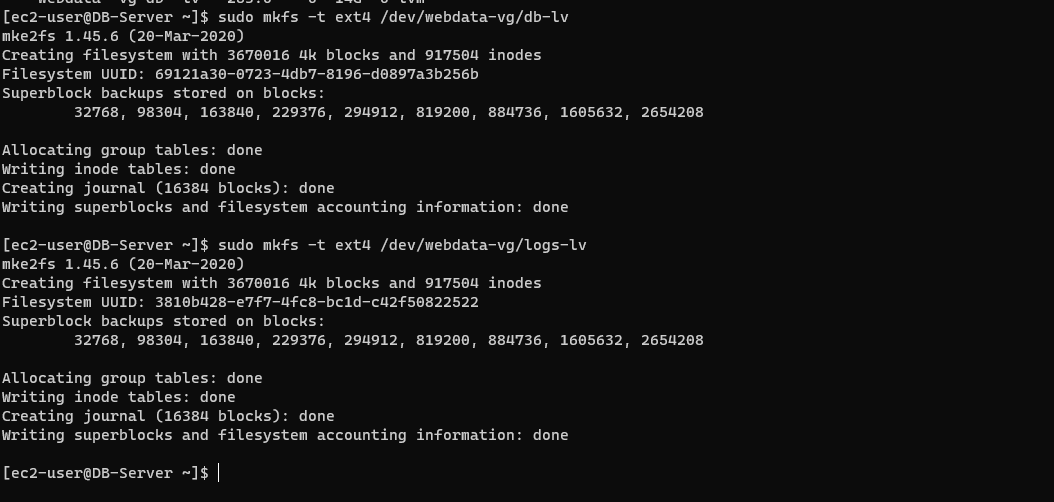 [ec2-user@DB-Server ~]$ sudo mkfs -t ext4 /dev/webdata-vg/db-lv
mke2fs 1.45.6 (20-Mar-2020)
Creating filesystem with 3670016 4k blocks and 917504 inodes
Filesystem UUID: 69121a30-0723-4db7-8196-d0897a3b256b
Superblock backups stored on blocks:
        32768, 98304, 163840, 229376, 294912, 819200, 884736, 1605632, 2654208
Allocating group tables: done
Writing inode tables: done
Creating journal (16384 blocks): done
Writing superblocks and filesystem accounting information: done
[ec2-user@DB-Server ~]$ sudo mkfs -t ext4 /dev/webdata-vg/logs-lv
mke2fs 1.45.6 (20-Mar-2020)
Creating filesystem with 3670016 4k blocks and 917504 inodes
Filesystem UUID: 3810b428-e7f7-4fc8-bc1d-c42f50822522
Superblock backups stored on blocks:
        32768, 98304, 163840, 229376, 294912, 819200, 884736, 1605632, 2654208
Allocating group tables: done
Writing inode tables: done
Creating journal (16384 blocks): done
Writing superblocks and filesystem accounting information: done
[ec2-user@DB-Server ~]$